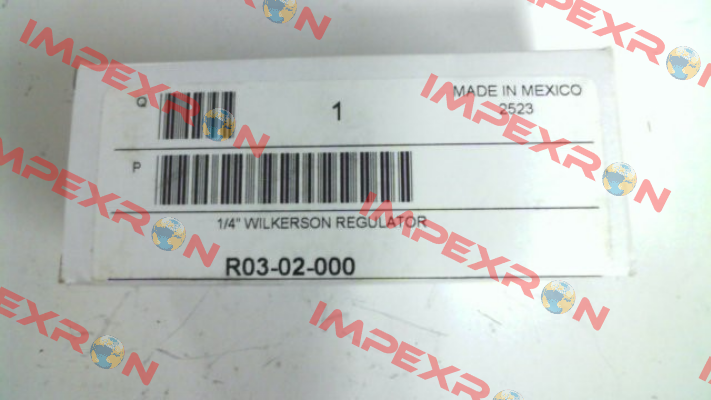 Q
1
MADE IN MEXICO
2523
P
1/4" WILKERSON REGULATOR
R03-02-000
IMPEXRON
IMPEXRON
IMPEXRON
IMPEXRON
IMPEXRON
IMPEXRON
IMPEXRON